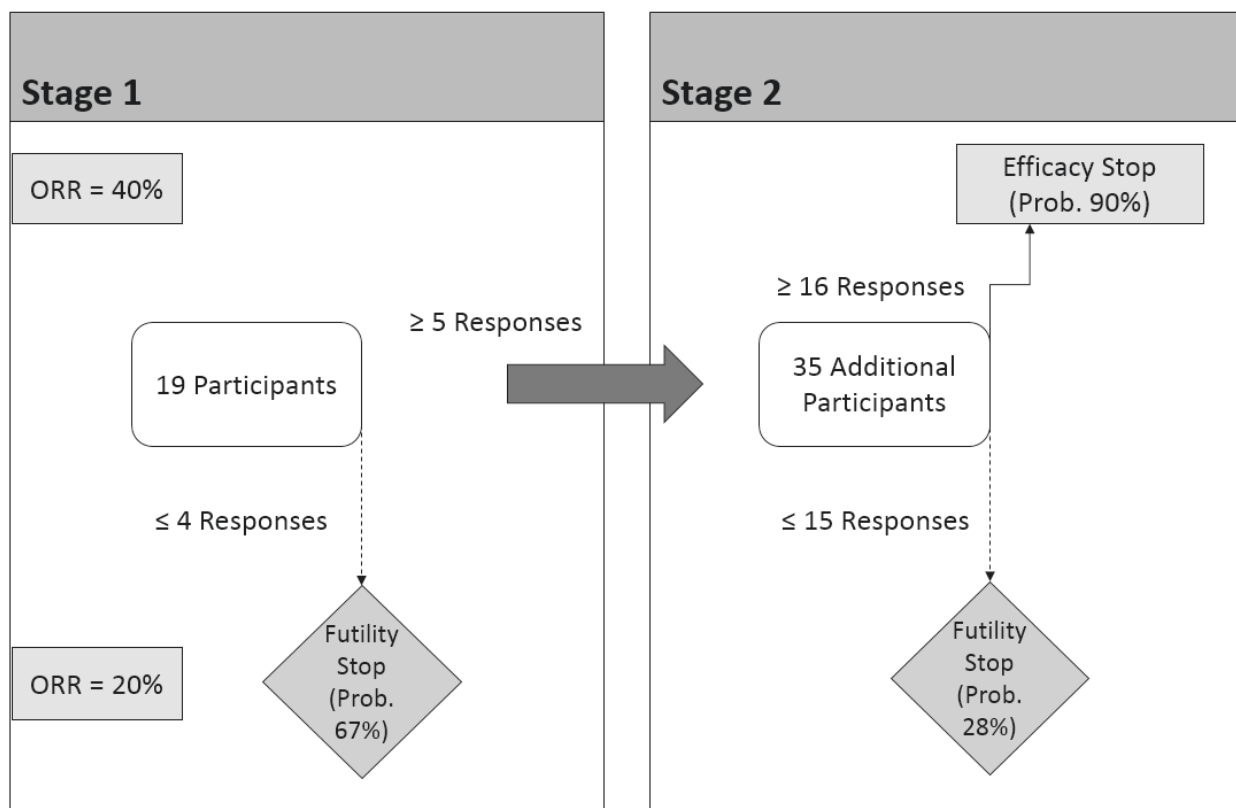 Stage 1
ORR = 40%
19 Participants
≥ 5 Responses
≤ 4 Responses
ORR = 20%
Futility
Stop
(Prob.
67%)
Stage 2
Efficacy Stop
(Prob. 90%)
≥ 16 Responses
35 Additional
Participants
≤ 15 Responses
Futility
Stop
(Prob.
28%)